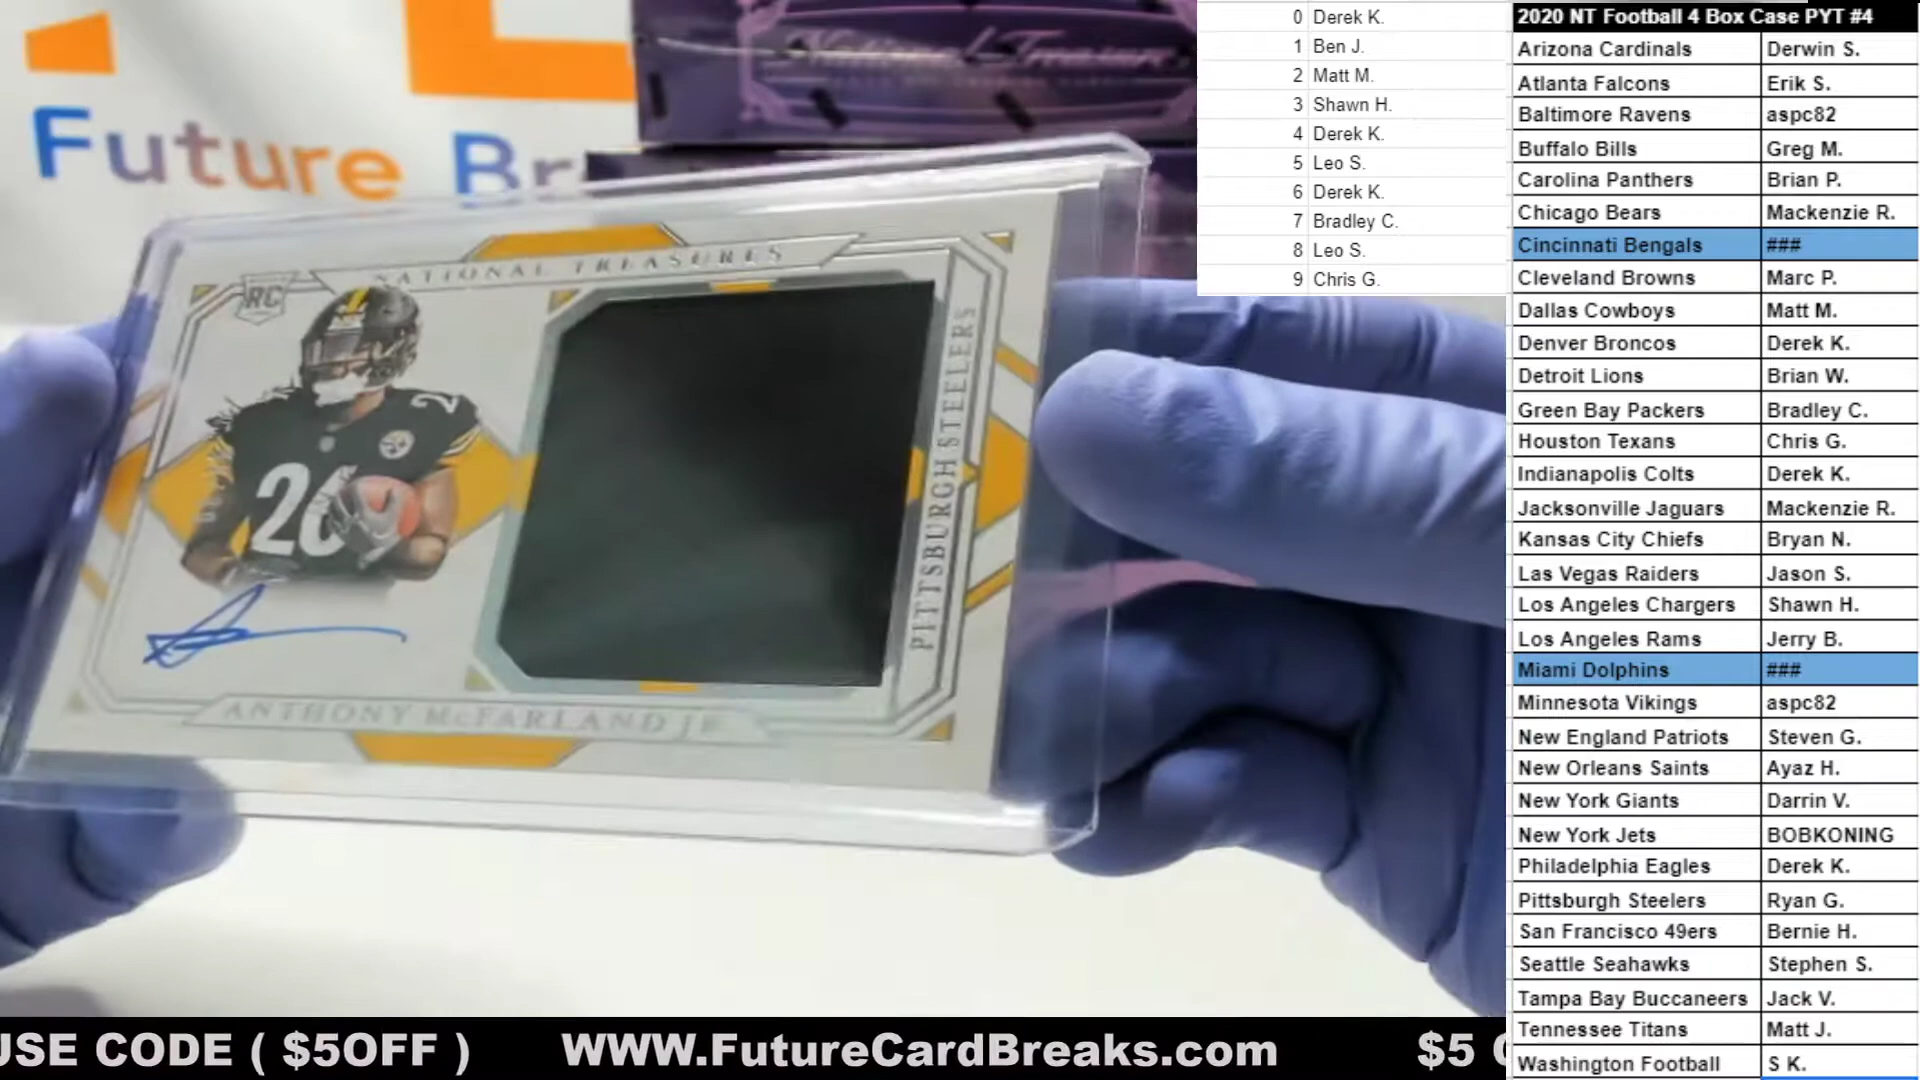 Future Br
National Treasures
RC
NATIONAL TREASURES
26
PITTSBURGH STEELERS
ANTHONY McFARLAND JR
0 Derek K.
1 Ben J.
2 Matt M.
3 Shawn H.
4 Derek K.
5 Leo S.
6 Derek K.
7 Bradley C.
8 Leo S.
9 Chris G.
2020 NT Football 4 Box Case PYT #4
Arizona Cardinals Derwin S.
Atlanta Falcons Erik S.
Baltimore Ravens aspc82
Buffalo Bills Greg M.
Carolina Panthers Brian P.
Chicago Bears Mackenzie R.
Cincinnati Bengals ###
Cleveland Browns Marc P.
Dallas Cowboys Matt M.
Denver Broncos Derek K.
Detroit Lions Brian W.
Green Bay Packers Bradley C.
Houston Texans Chris G.
Indianapolis Colts Derek K.
Jacksonville Jaguars Mackenzie R.
Kansas City Chiefs Bryan N.
Las Vegas Raiders Jason S.
Los Angeles Chargers Shawn H.
Los Angeles Rams Jerry B.
Miami Dolphins ###
Minnesota Vikings aspc82
New England Patriots Steven G.
New Orleans Saints Ayaz H.
New York Giants Darrin V.
New York Jets BOBKONING
Philadelphia Eagles Derek K.
Pittsburgh Steelers Ryan G.
San Francisco 49ers Bernie H.
Seattle Seahawks Stephen S.
Tampa Bay Buccaneers Jack V.
Tennessee Titans Matt J.
Washington Football S K.
USE CODE ( $5OFF ) WWW.FutureCardBreaks.com $5